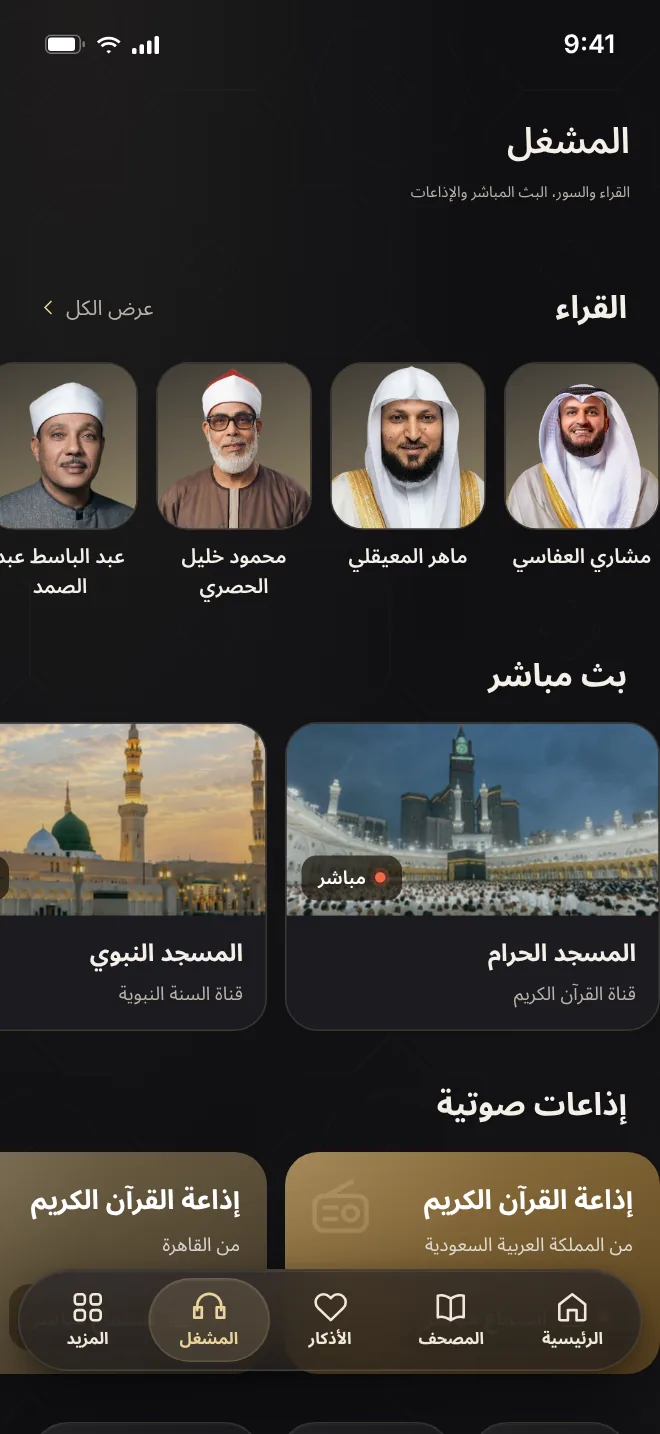 9:41
المشغل
القراء والسور، البث المباشر والإذاعات
القراء
عرض الكل
مشاري العفاسي
ماهر المعيقلي
محمود خليل
الحصري
عبد الباسط عبد
الصمد
بث مباشر
مباشر
المسجد الحرام
قناة القرآن الكريم
المسجد النبوي
قناة السنة النبوية
إذاعات صوتية
إذاعة القرآن الكريم
من المملكة العربية السعودية
إذاعة القرآن الكريم
من القاهرة
الرئيسية
المصحف
الأذكار
المشغل
المزيد